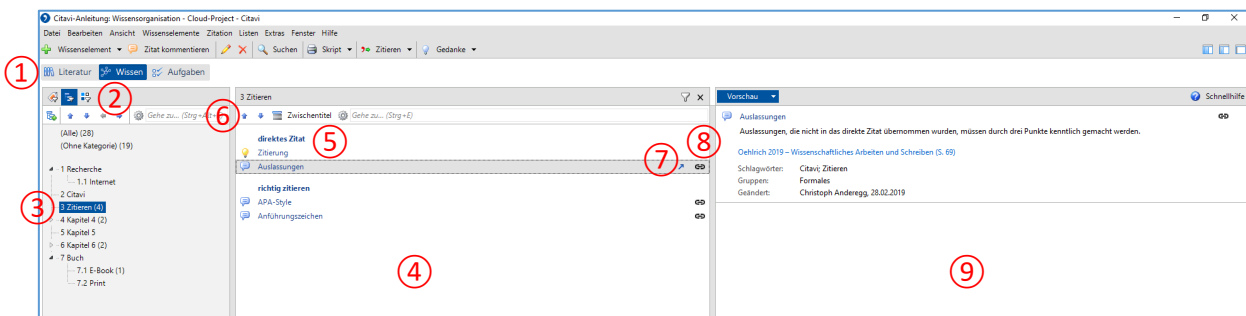 Citavi-Anleitung: Wissensorganisation - Cloud-Project - Citavi
Datei Bearbeiten Ansicht Wissenselemente Zitation Listen Extras Fenster Hilfe
Wissenselement Zitat kommentieren Suchen Skript Zitieren Gedanke
1 Literatur Wissen Aufgaben
2
3 Zitieren
Vorschau Schnellhilfe
Gehe zu... (Strg+Alt+
6 Zwischentitel Gehe zu... (Strg+E)
(Alle) (28)
(Ohne Kategorie) (19)
1 Recherche
1.1 Internet
2 Citavi
3 3 Zitieren (4)
4 Kapitel 4 (2)
5 Kapitel 5
6 Kapitel 6 (2)
7 Buch
7.1 E-Book (1)
7.2 Print
direktes Zitat 5
Zitierung
Auslassungen 7
richtig zitieren
APA-Style
Anführungszeichen
4
8
Auslassungen
Auslassungen, die nicht in das direkte Zitat übernommen wurden, müssen durch drei Punkte kenntlich gemacht werden.
Oehlrich 2019 – Wissenschaftliches Arbeiten und Schreiben (S. 69)
Schlagwörter: Citavi; Zitieren
Gruppen: Formales
Geändert: Christoph Anderegg, 28.02.2019
9